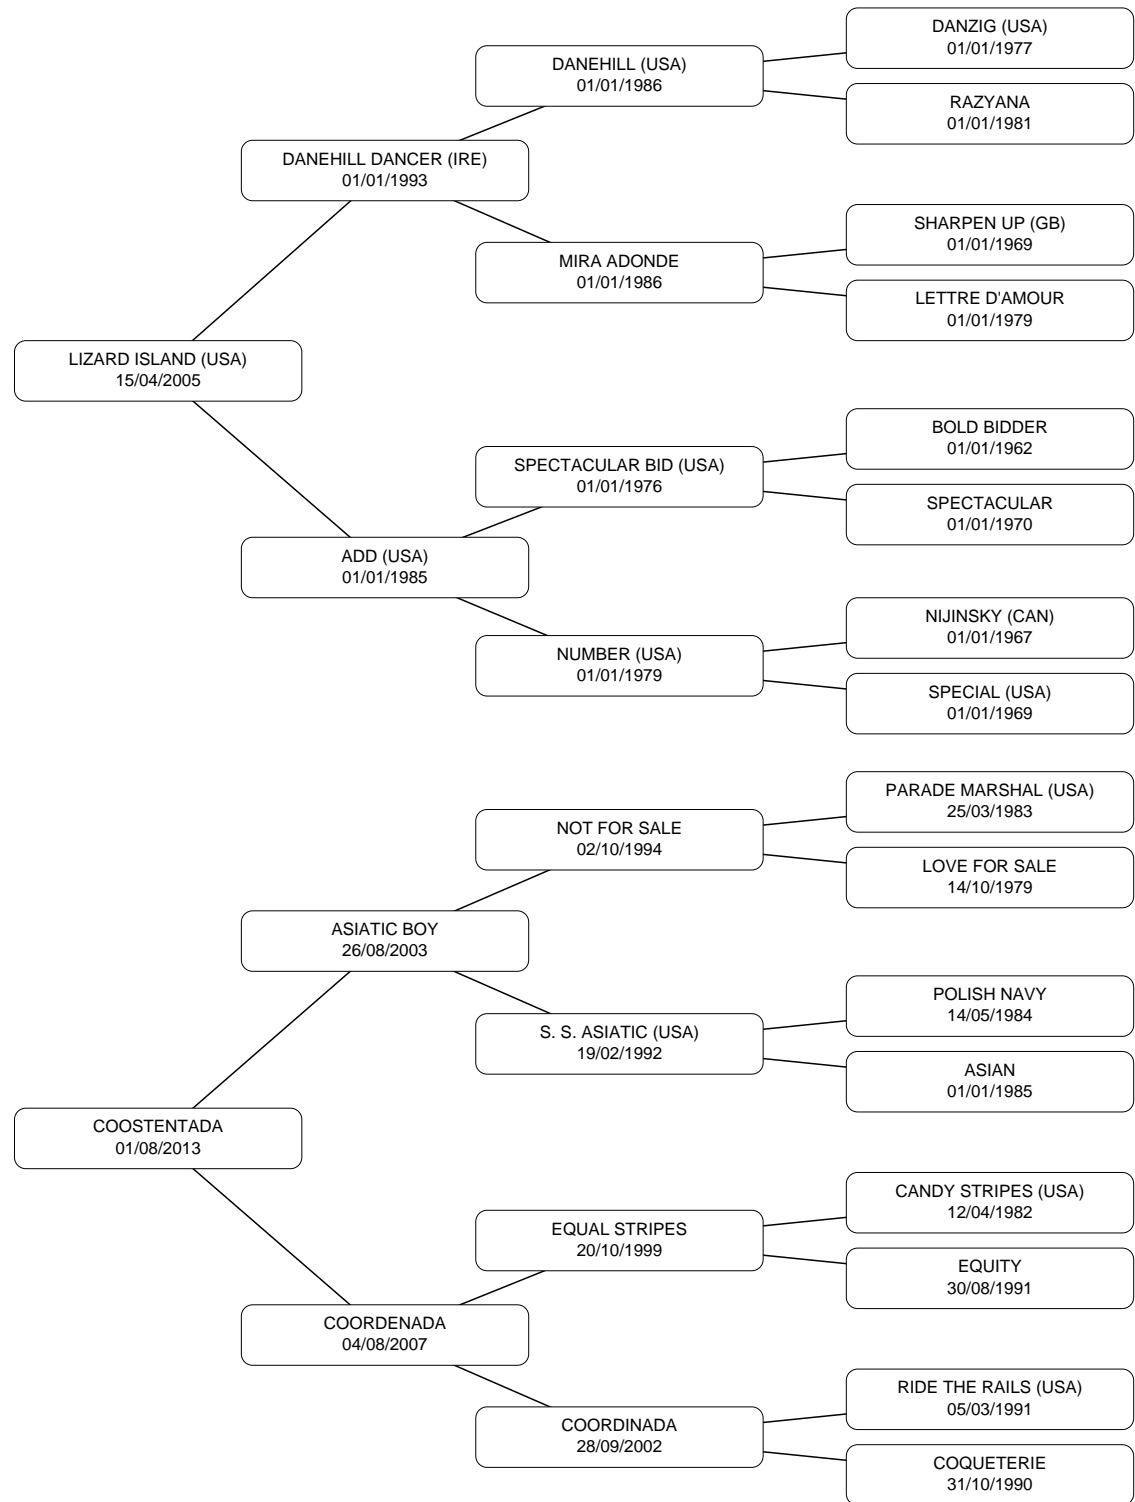 DANZIG (USA)
01/01/1977
DANEHILL (USA)
01/01/1986
RAZYANA
01/01/1981
DANEHILL DANCER (IRE)
01/01/1993
SHARPEN UP (GB)
01/01/1969
MIRA ADONDE
01/01/1986
LETTRE D'AMOUR
01/01/1979
LIZARD ISLAND (USA)
15/04/2005
BOLD BIDDER
01/01/1962
SPECTACULAR BID (USA)
01/01/1976
SPECTACULAR
01/01/1970
ADD (USA)
01/01/1985
NIJINSKY (CAN)
01/01/1967
NUMBER (USA)
01/01/1979
SPECIAL (USA)
01/01/1969
PARADE MARSHAL (USA)
25/03/1983
NOT FOR SALE
02/10/1994
LOVE FOR SALE
14/10/1979
ASIATIC BOY
26/08/2003
POLISH NAVY
14/05/1984
S. S. ASIATIC (USA)
19/02/1992
ASIAN
01/01/1985
COOSTENTADA
01/08/2013
CANDY STRIPES (USA)
12/04/1982
EQUAL STRIPES
20/10/1999
EQUITY
30/08/1991
COORDENADA
04/08/2007
RIDE THE RAILS (USA)
05/03/1991
COORDINADA
28/09/2002
COQUETERIE
31/10/1990